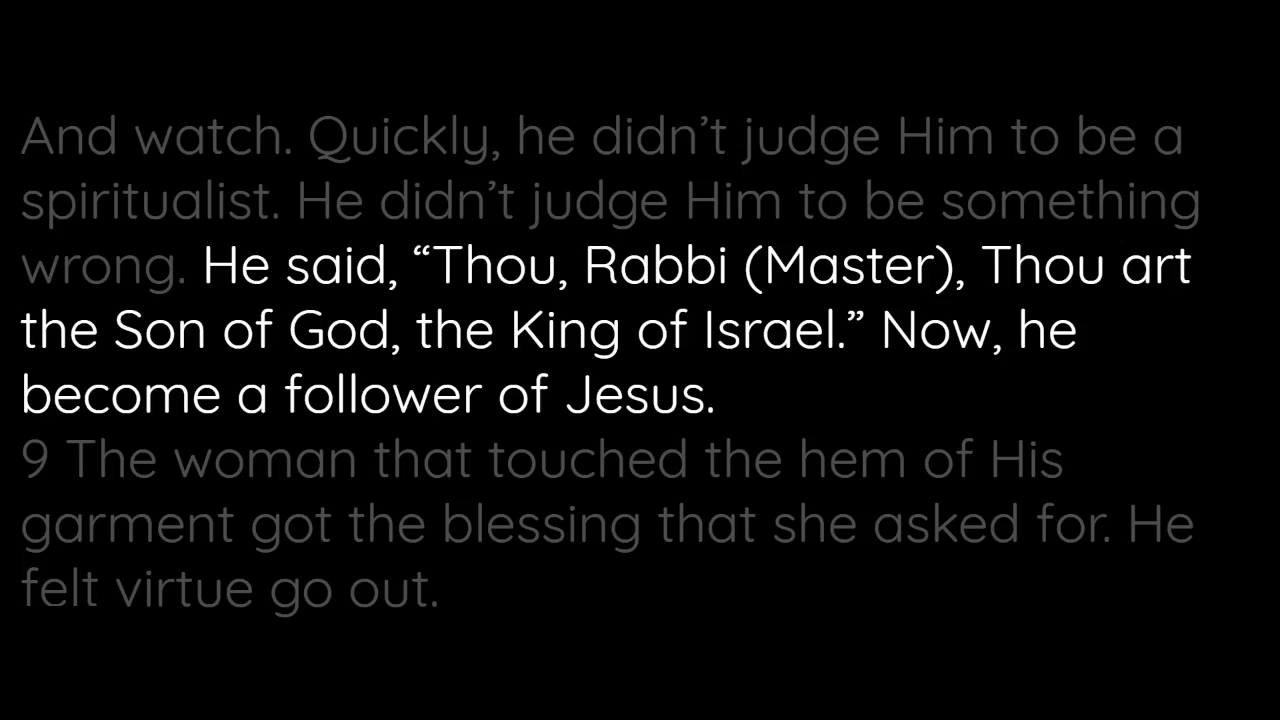 And watch. Quickly, he didn’t judge Him to be a
spiritualist. He didn’t judge Him to be something
wrong. He said, “Thou, Rabbi (Master), Thou art
the Son of God, the King of Israel.” Now, he
become a follower of Jesus.
9 The woman that touched the hem of His
garment got the blessing that she asked for. He
felt virtue go out.